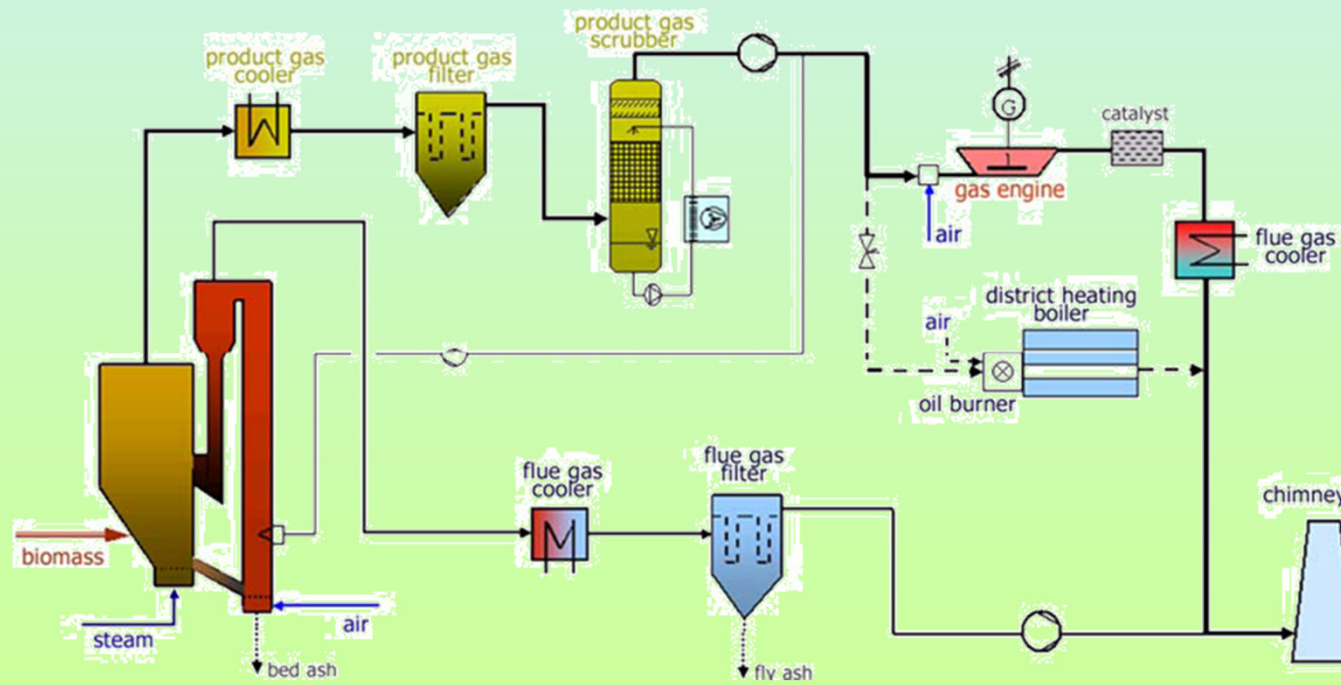 product gas
scrubber
product gas
cooler
product gas
filter
G
catalyst
gas engine
air
flue gas
cooler
district heating
boiler
air
oil burner
flue gas
cooler
flue gas
filter
chimney
biomass
steam
air
bed ash
fly ash